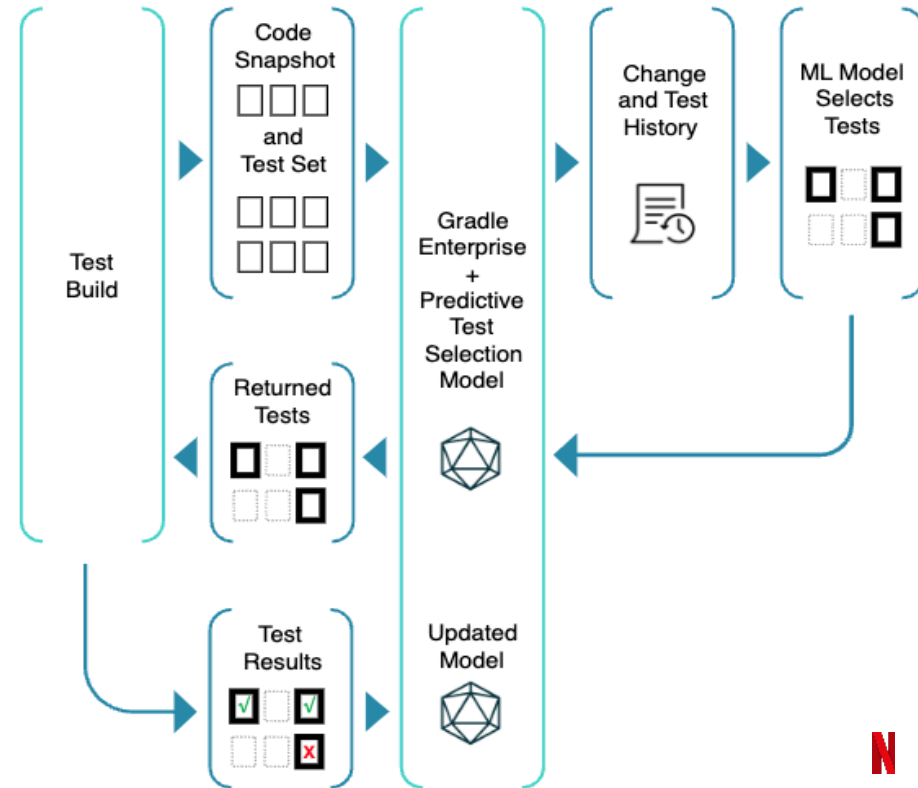 Test
Build
Code
Snapshot
and
Test Set
Gradle
Enterprise
+
Predictive
Test
Selection
Model
Change
and Test
History
ML Model
Selects
Tests
Returned
Tests
Test
Results
√
√
X
Updated
Model
N